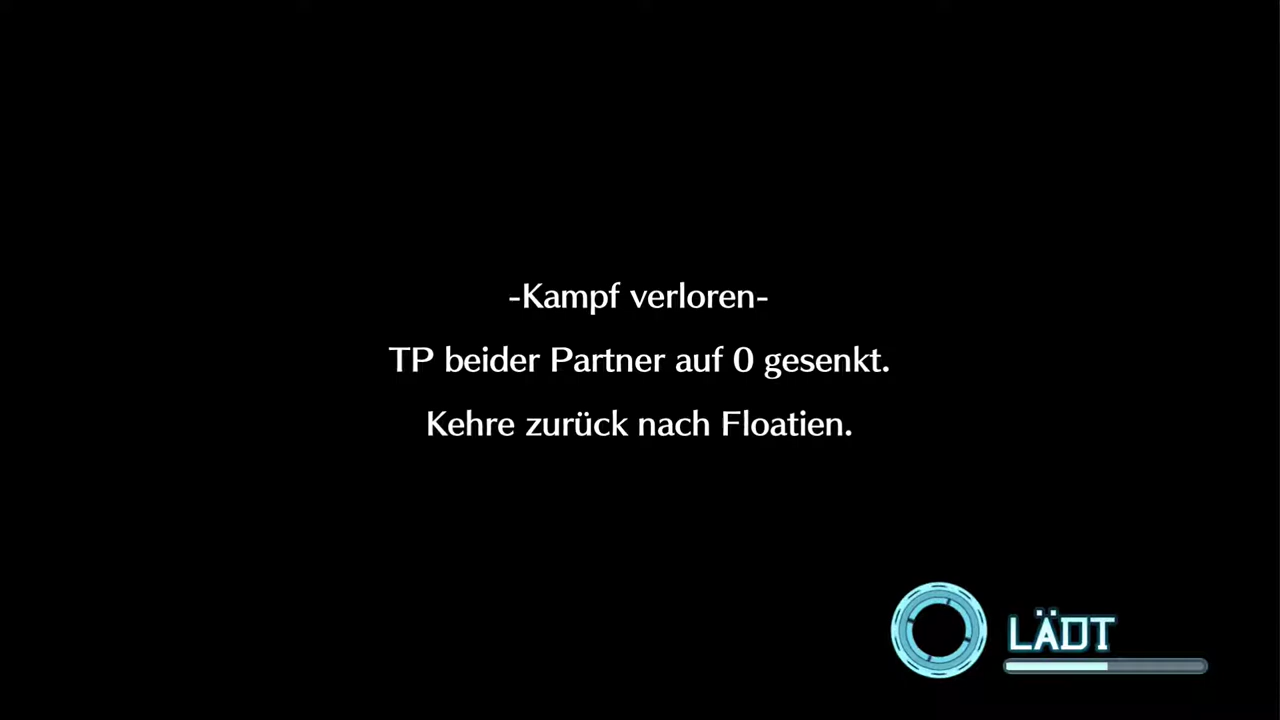 -Kampf verloren-
TP beider Partner auf 0 gesenkt.
Kehre zurück nach Floatien.
LÄDT